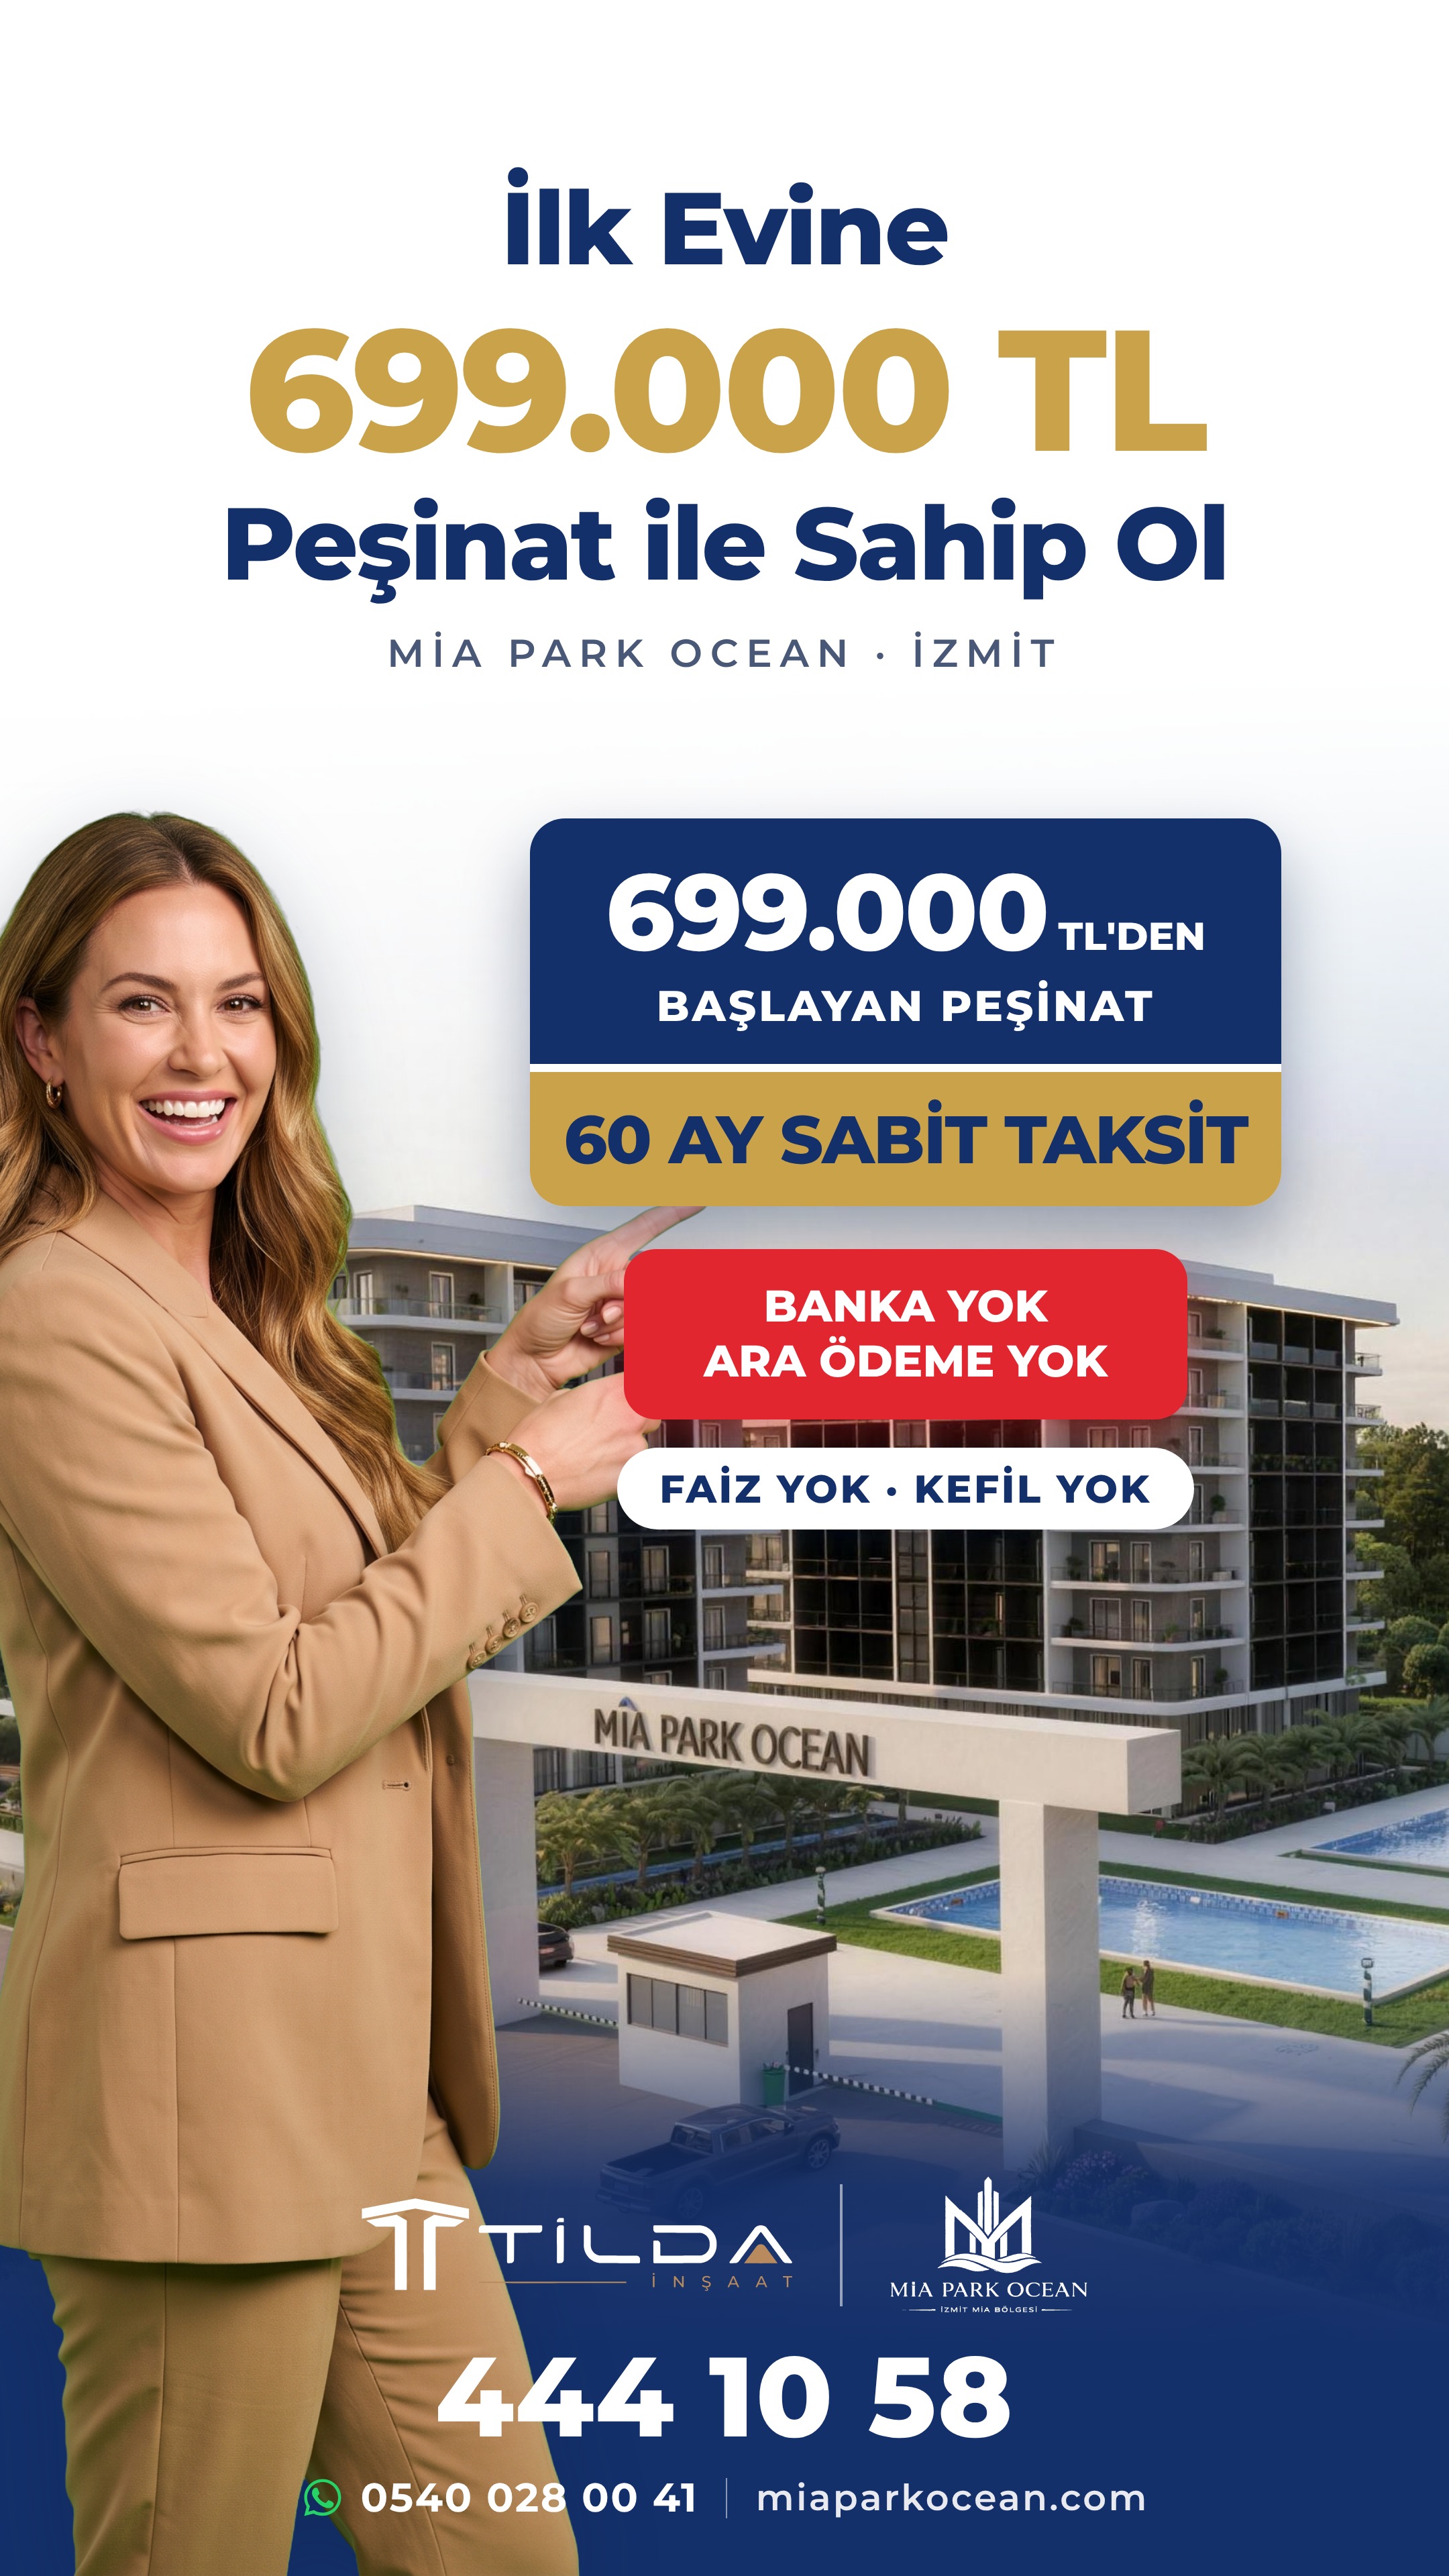 İlk Evine
699.000 TL
Peşinat ile Sahip Ol
MİA PARK OCEAN · İZMİT
699.000 TL'DEN
BAŞLAYAN PEŞİNAT
60 AY SABİT TAKSİT
BANKA YOK
ARA ÖDEME YOK
FAİZ YOK · KEFİL YOK
MİA PARK OCEAN
TİLDA
İNŞAAT
MİA PARK OCEAN
İZMİT MİA BÖLGESİ
444 10 58
0540 028 00 41 | miaparkocean.com